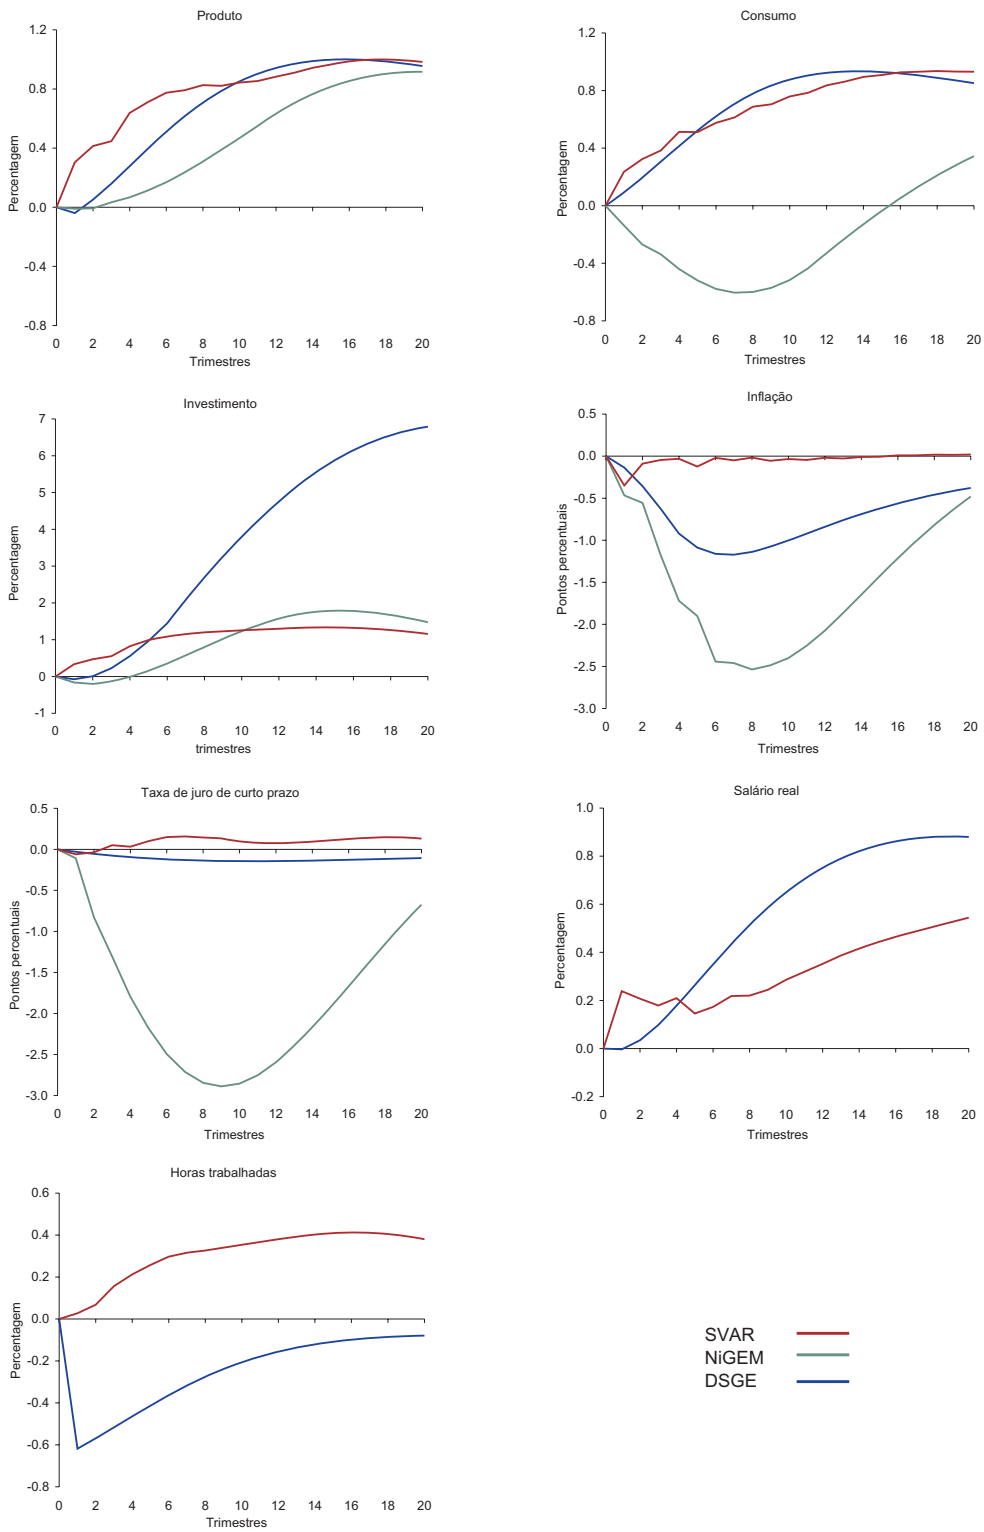 Produto
1.2
0.8
0.4
0.0
-0.4
-0.8
Percentagem
0 2 4 6 8 10 12 14 16 18 20
Trimestres
Consumo
1.2
0.8
0.4
0.0
-0.4
-0.8
Percentagem
0 2 4 6 8 10 12 14 16 18 20
Trimestres
Investimento
7
6
5
4
3
2
1
0
-1
Percentagem
0 2 4 6 8 10 12 14 16 18 20
trimestres
Inflação
0.5
0.0
-0.5
-1.0
-1.5
-2.0
-2.5
-3.0
Pontos percentuais
0 2 4 6 8 10 12 14 16 18 20
Trimestres
Taxa de juro de curto prazo
0.5
0.0
-0.5
-1.0
-1.5
-2.0
-2.5
-3.0
Pontos percentuais
0 2 4 6 8 10 12 14 16 18 20
Trimestres
Salário real
1.0
0.8
0.6
0.4
0.2
0.0
-0.2
Percentagem
0 2 4 6 8 10 12 14 16 18 20
Trimestres
Horas trabalhadas
0.6
0.4
0.2
0.0
-0.2
-0.4
-0.6
-0.8
Percentagem
0 2 4 6 8 10 12 14 16 18 20
Trimestres
SVAR
NiGEM
DSGE